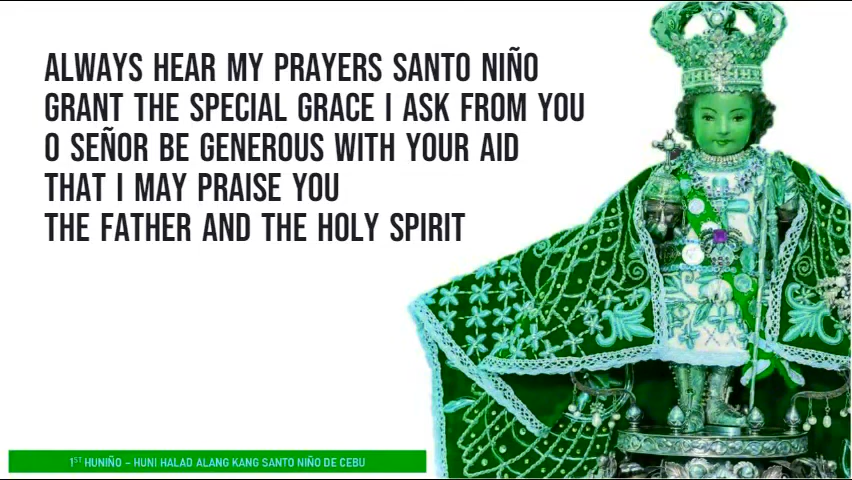 ALWAYS HEAR MY PRAYERS SANTO NIÑO
GRANT THE SPECIAL GRACE I ASK FROM YOU
O SEÑOR BE GENEROUS WITH YOUR AID
THAT I MAY PRAISE YOU
THE FATHER AND THE HOLY SPIRIT
1ST HUNIÑO – HUNI HALAD ALANG KANG SANTO NIÑO DE CEBU